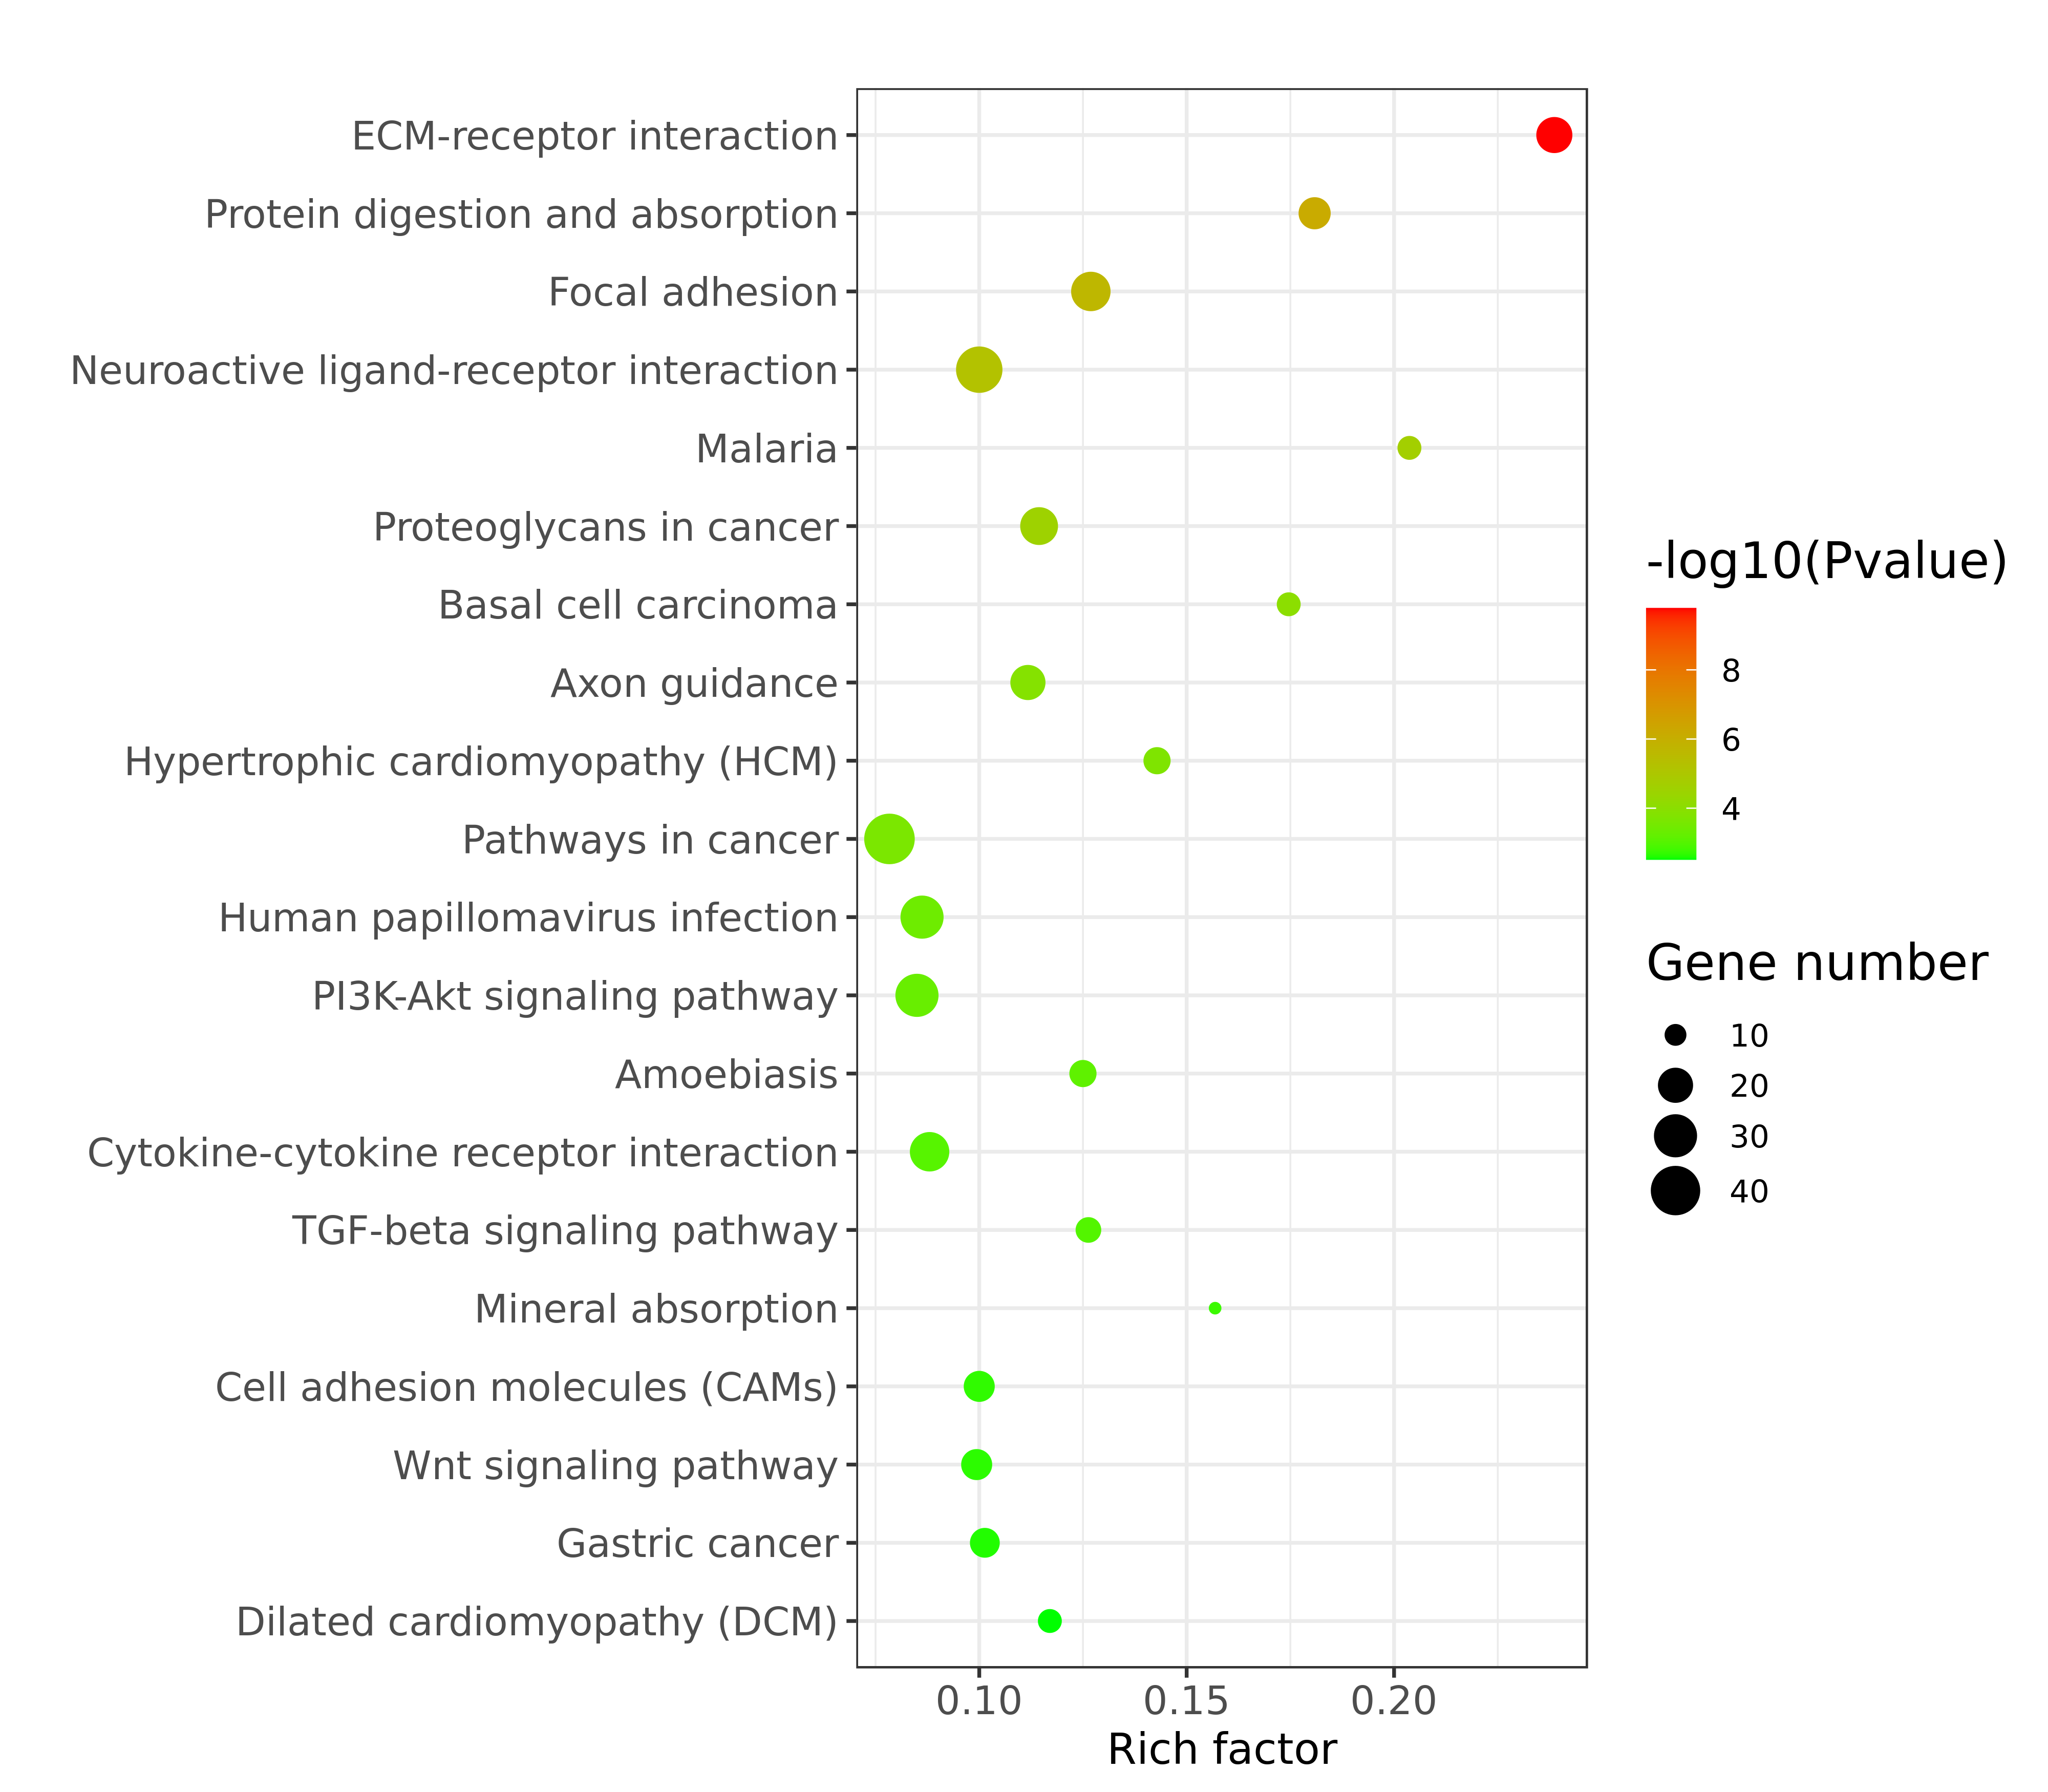 ECM-receptor interaction
Protein digestion and absorption
Focal adhesion
Neuroactive ligand-receptor interaction
Malaria
Proteoglycans in cancer
Basal cell carcinoma
Axon guidance
Hypertrophic cardiomyopathy (HCM)
Pathways in cancer
Human papillomavirus infection
PI3K-Akt signaling pathway
Amoebiasis
Cytokine-cytokine receptor interaction
TGF-beta signaling pathway
Mineral absorption
Cell adhesion molecules (CAMs)
Wnt signaling pathway
Gastric cancer
Dilated cardiomyopathy (DCM)
0.10 0.15 0.20
Rich factor
-log10(Pvalue)
8
6
4
Gene number
10
20
30
40